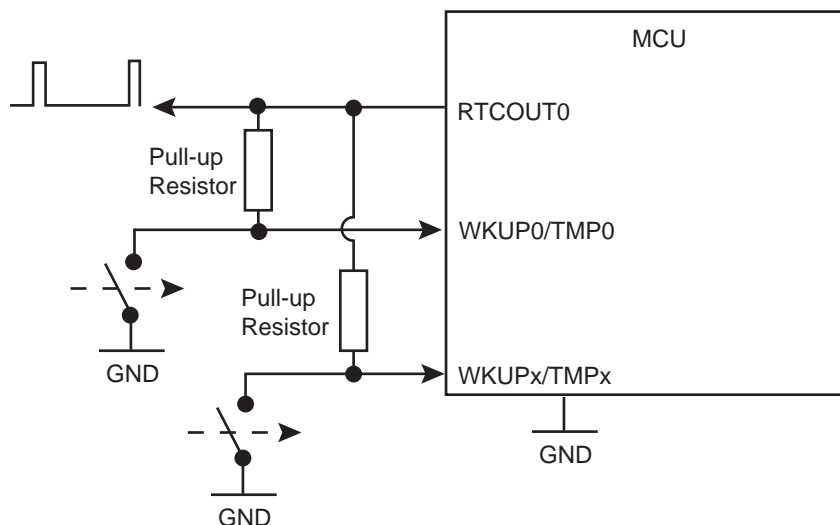 MCU
RTCOUT0
Pull-up
Resistor
WKUP0/TMP0
GND
Pull-up
Resistor
WKUPx/TMPx
GND
GND